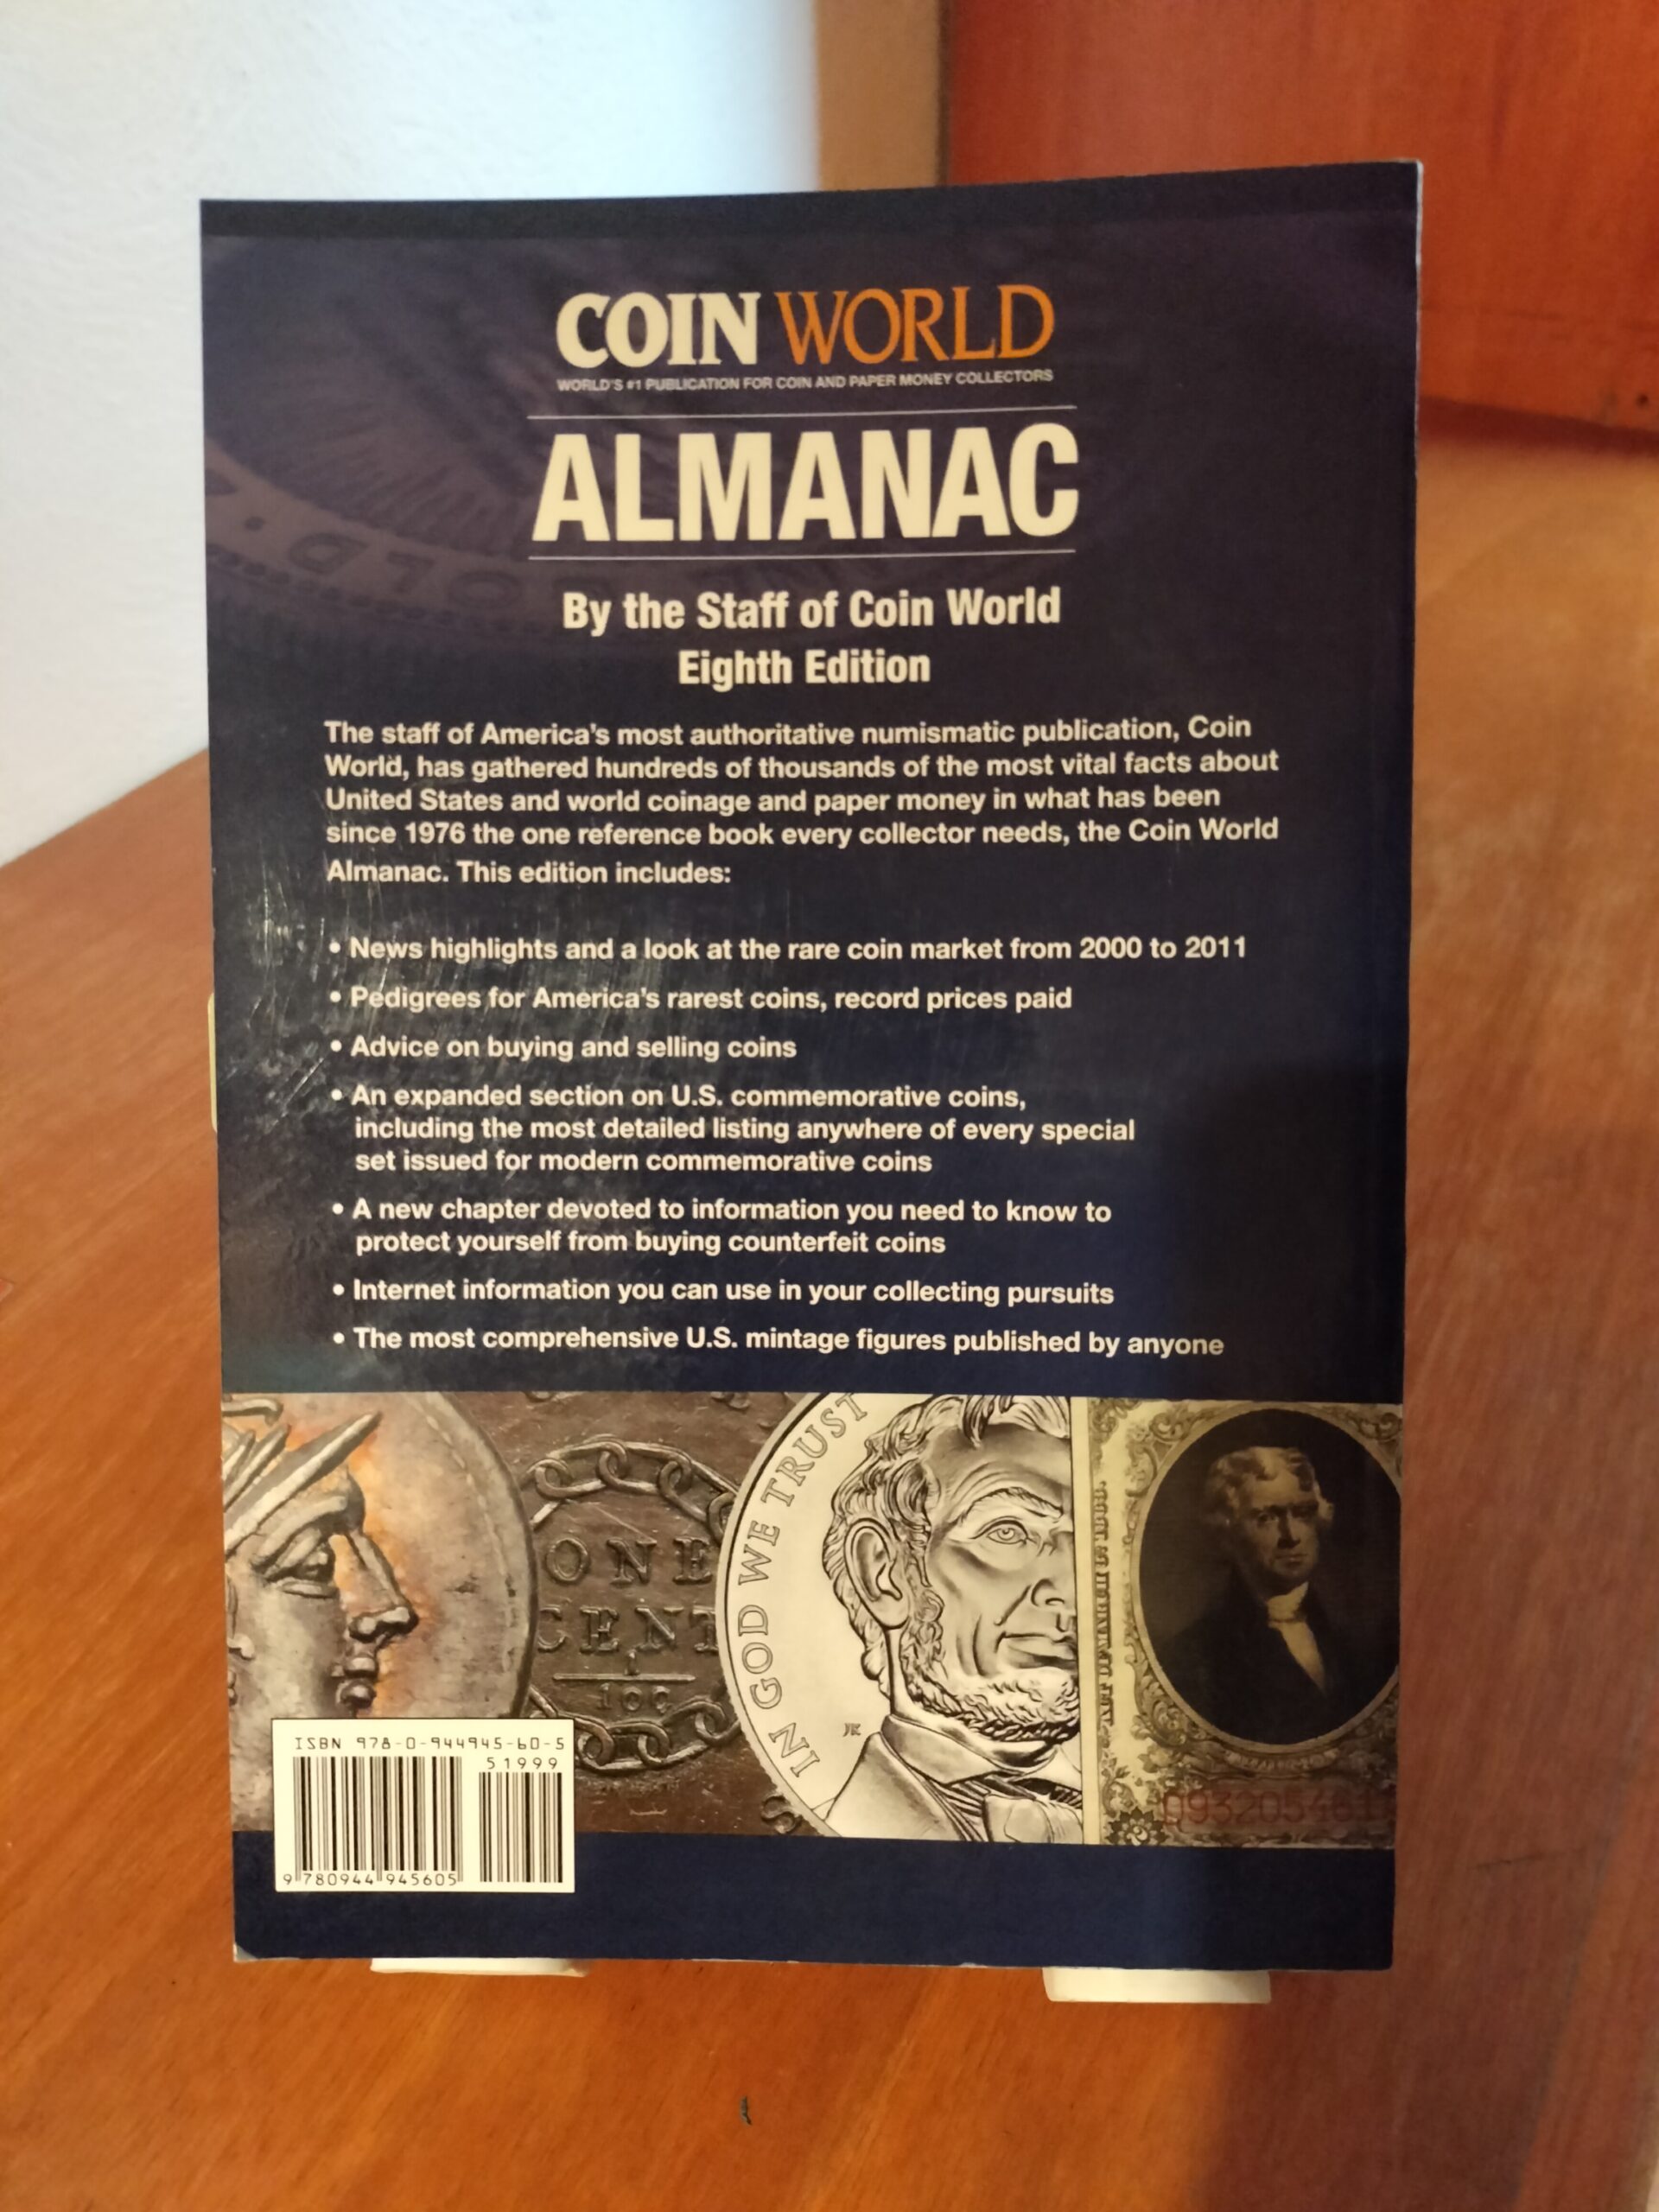 COIN WORLD
WORLD'S #1 PUBLICATION FOR COIN AND PAPER MONEY COLLECTORS
ALMANAC
By the Staff of Coin World
Eighth Edition
The staff of America's most authoritative numismatic publication, Coin
World, has gathered hundreds of thousands of the most vital facts about
United States and world coinage and paper money in what has been
since 1976 the one reference book every collector needs, the Coin World
Almanac. This edition includes:
• News highlights and a look at the rare coin market from 2000 to 2011
• Pedigrees for America's rarest coins, record prices paid
• Advice on buying and selling coins
• An expanded section on U.S. commemorative coins,
including the most detailed listing anywhere of every special
set issued for modern commemorative coins
• A new chapter devoted to information you need to know to
protect yourself from buying counterfeit coins
• Internet information you can use in your collecting pursuits
• The most comprehensive U.S. mintage figures published by anyone
ONE
CENT
1
100
IN GOD WE TRUST
JK
ISBN 978-0-944945-60-5
51999
9 780944 945605